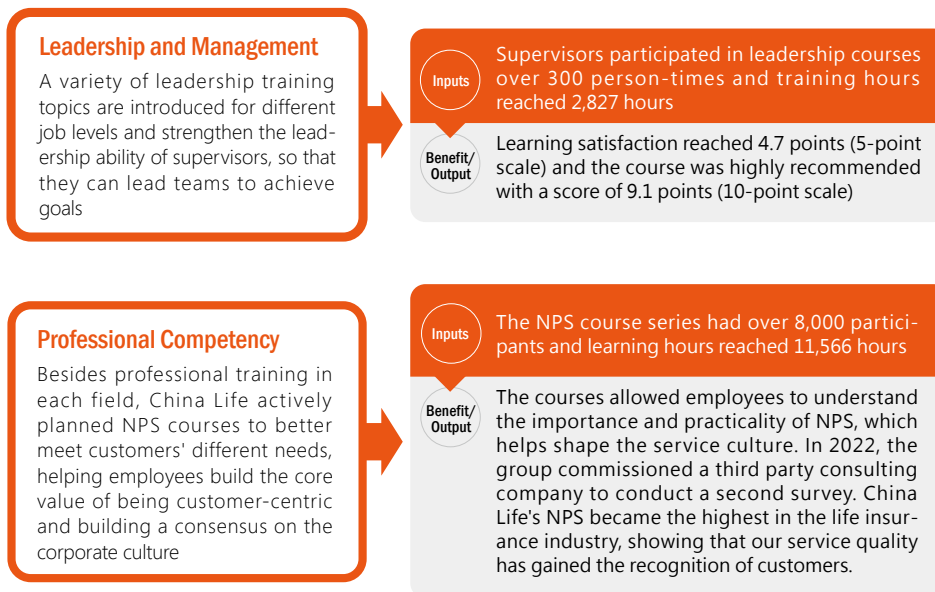 Leadership and Management
A variety of leadership training
topics are introduced for different
job levels and strengthen the lead-
ership ability of supervisors, so that
they can lead teams to achieve
goals
Inputs
Supervisors participated in leadership courses
over 300 person-times and training hours
reached 2,827 hours
Benefit/
Output
Learning satisfaction reached 4.7 points (5-point
scale) and the course was highly recommended
with a score of 9.1 points (10-point scale)
Professional Competency
Besides professional training in
each field, China Life actively
planned NPS courses to better
meet customers' different needs,
helping employees build the core
value of being customer-centric
and building a consensus on the
corporate culture
Inputs
The NPS course series had over 8,000 partici-
pants and learning hours reached 11,566 hours
Benefit/
Output
The courses allowed employees to understand
the importance and practicality of NPS, which
helps shape the service culture. In 2022, the
group commissioned a third party consulting
company to conduct a second survey. China
Life's NPS became the highest in the life insur-
ance industry, showing that our service quality
has gained the recognition of customers.